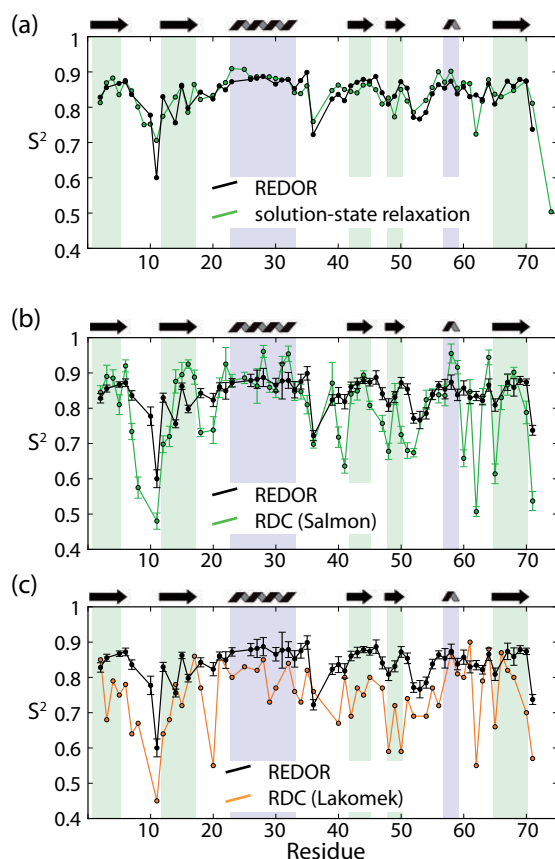 (a)
1
0.9
0.8
0.7
0.6
0.5
0.4
S2
REDOR
solution-state relaxation
10 20 30 40 50 60 70
(b)
1
0.9
0.8
0.7
0.6
0.5
0.4
S2
REDOR
RDC (Salmon)
10 20 30 40 50 60 70
(c)
1
0.9
0.8
0.7
0.6
0.5
0.4
S2
REDOR
RDC (Lakomek)
10 20 30 40 50 60 70
Residue